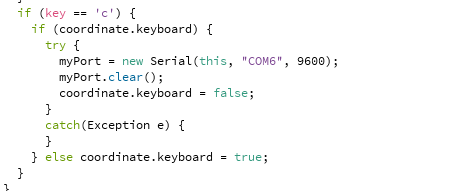 if (key == 'c') {
if (coordinate.keyboard) {
try {
myPort = new Serial(this, "COM6", 9600);
myPort.clear();
coordinate.keyboard = false;
}
catch(Exception e) {
}
} else coordinate.keyboard = true;
}
}